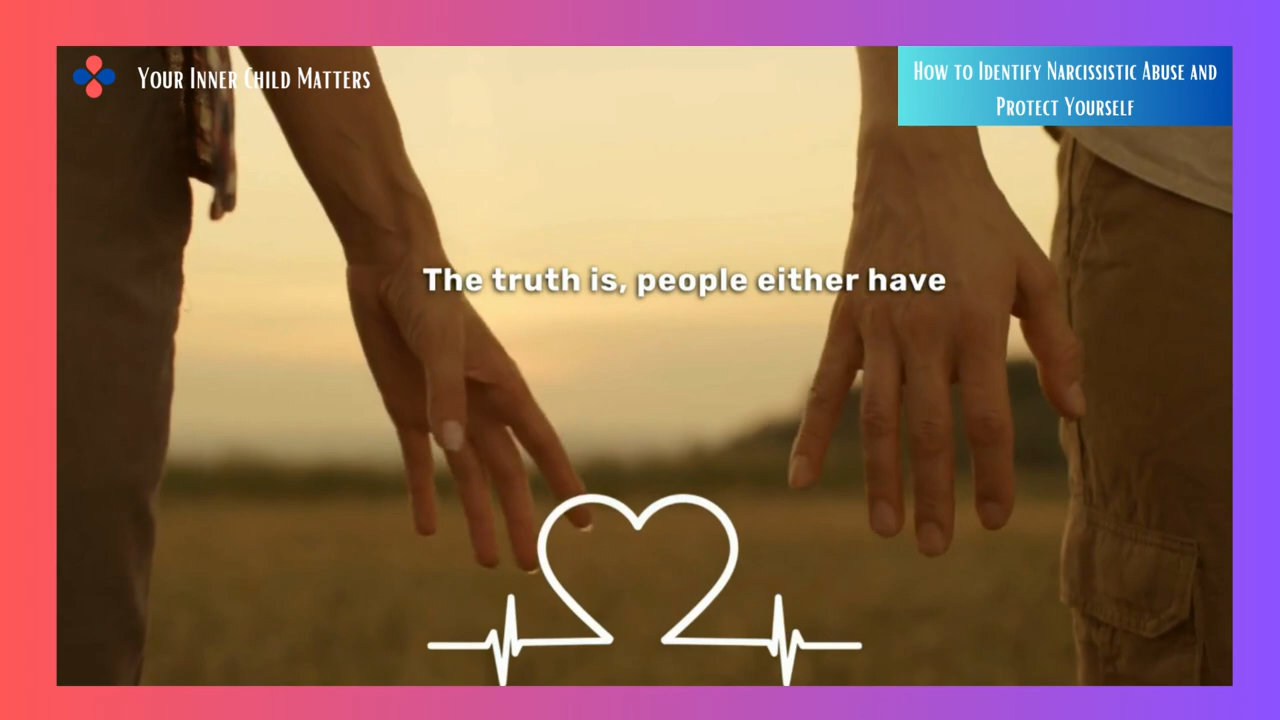 Your Inner Child Matters
How to Identify Narcissistic Abuse and
Protect Yourself
The truth is, people either have